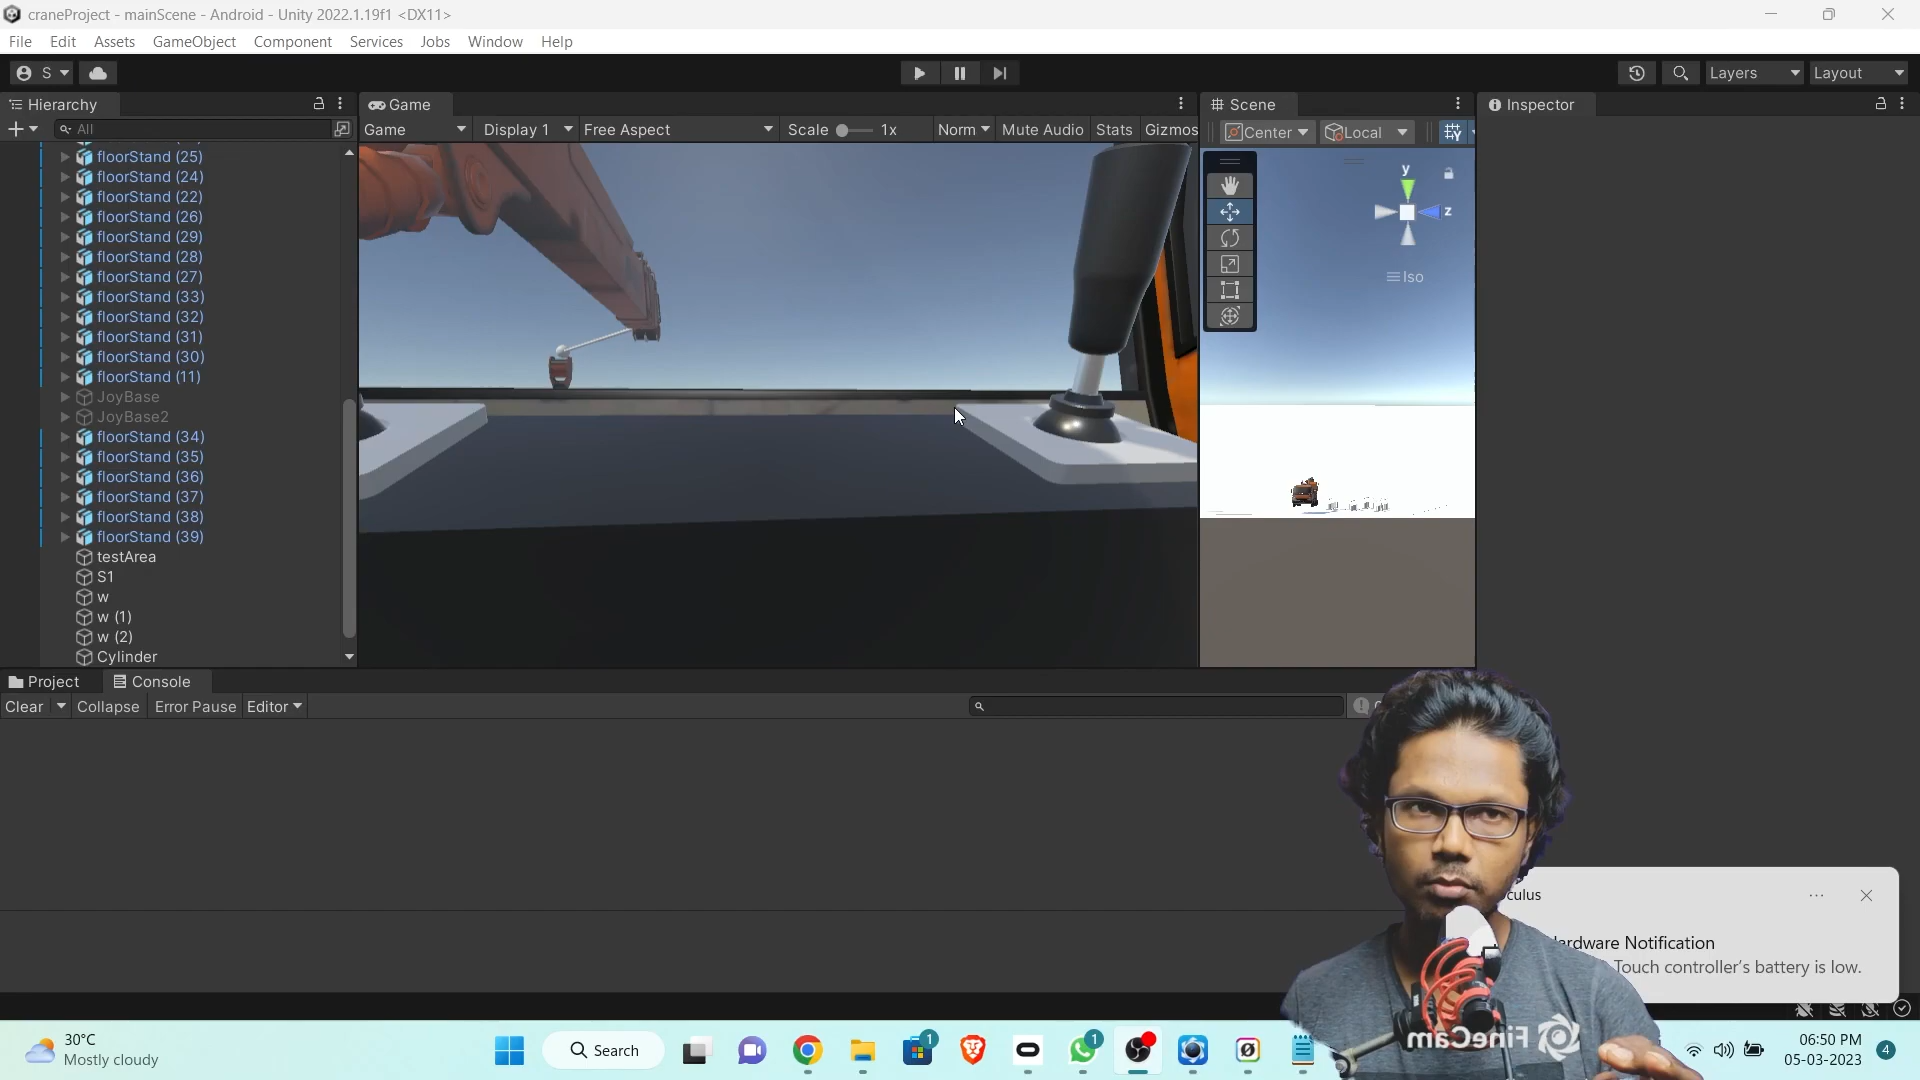 craneProject - mainScene - Android - Unity 2022.1.19f1 <DX11>
File Edit Assets GameObject Component Services Jobs Window Help
S Layers Layout
Hierarchy
All
floorStand (25)
floorStand (24)
floorStand (22)
floorStand (26)
floorStand (29)
floorStand (28)
floorStand (27)
floorStand (33)
floorStand (32)
floorStand (31)
floorStand (30)
floorStand (11)
JoyBase
JoyBase2
floorStand (34)
floorStand (35)
floorStand (36)
floorStand (37)
floorStand (38)
floorStand (39)
testArea
S1
w
w (1)
w (2)
Cylinder
Game
Game Display 1 Free Aspect Scale 1x Norm Mute Audio Stats Gizmos
Scene
Center Local
y
z
Iso
Inspector
Project Console
Clear Collapse Error Pause Editor
culus
ardware Notification
Touch controller's battery is low.
FineCam
30°C
Mostly cloudy
Search
1
1
06:50 PM
05-03-2023
4